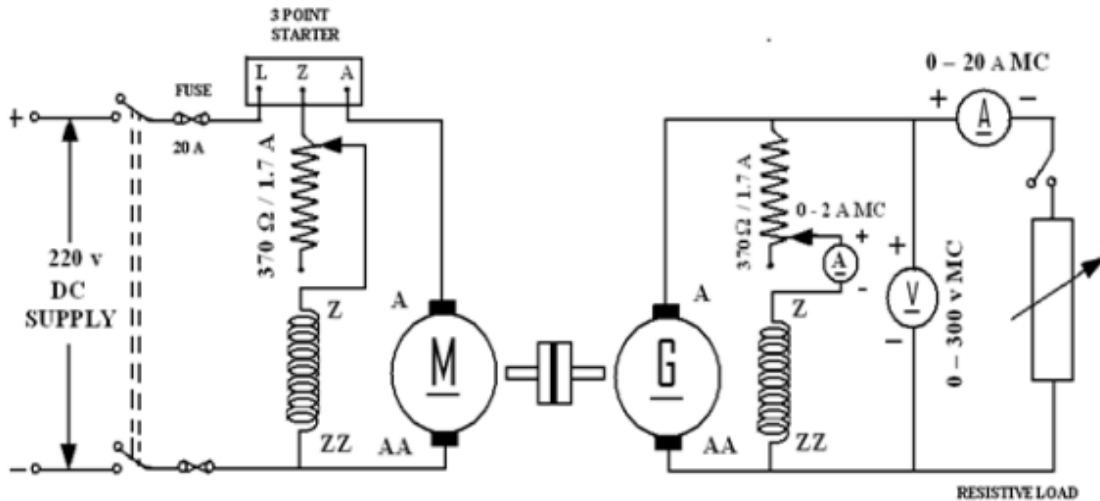 3 POINT
STARTER
L Z A
FUSE
20 A
+
220 v
DC
SUPPLY
-
370 Ω / 1.7 A
Z
ZZ
A
M
AA
A
G
AA
370 Ω / 1.7 A
0 - 2 A MC
+
A
-
Z
ZZ
0 – 20 A MC
+ A -
+
V
-
0 – 300 v MC
RESISTIVE LOAD